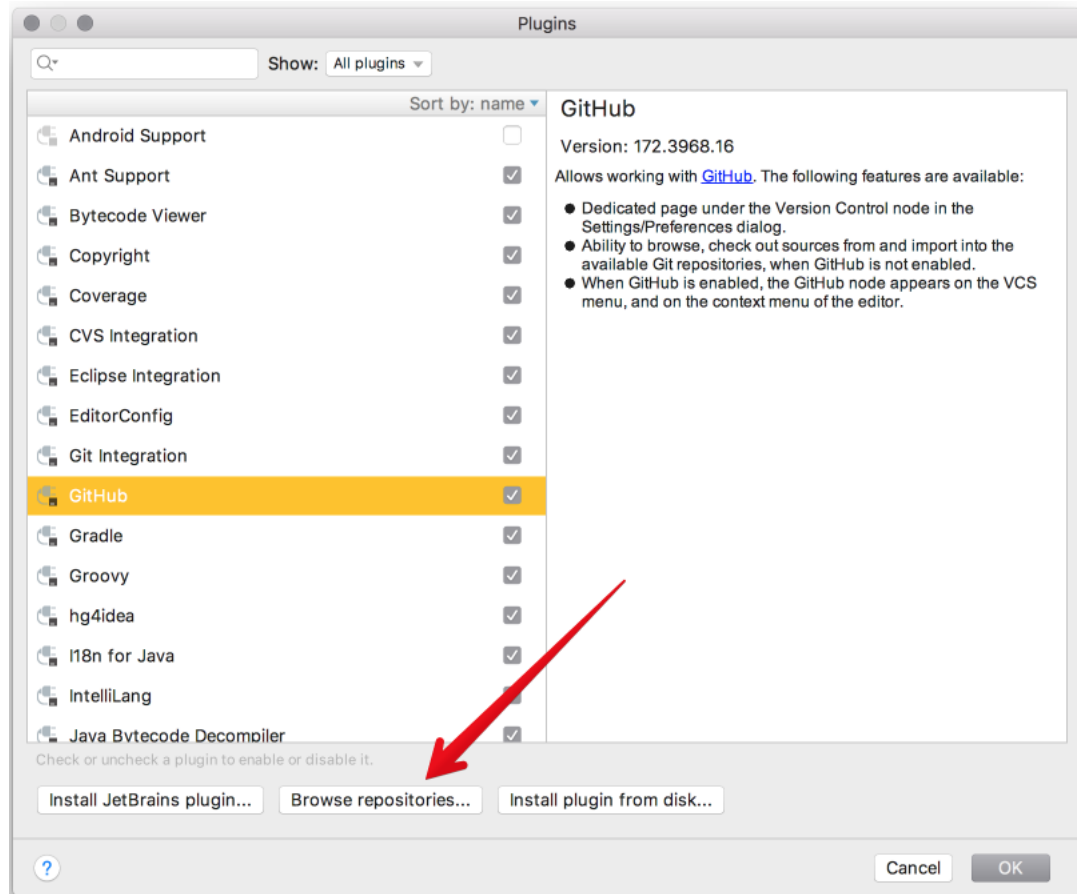 Plugins
Show: All plugins
Sort by: name
Android Support
Ant Support
Bytecode Viewer
Copyright
Coverage
CVS Integration
Eclipse Integration
EditorConfig
Git Integration
GitHub
Gradle
Groovy
hg4idea
I18n for Java
IntelliLang
Java Bytecode Decompiler
Check or uncheck a plugin to enable or disable it.
GitHub
Version: 172.3968.16
Allows working with GitHub. The following features are available:
● Dedicated page under the Version Control node in the
Settings/Preferences dialog.
● Ability to browse, check out sources from and import into the
available Git repositories, when GitHub is not enabled.
● When GitHub is enabled, the GitHub node appears on the VCS
menu, and on the context menu of the editor.
Install JetBrains plugin... Browse repositories... Install plugin from disk...
? Cancel OK